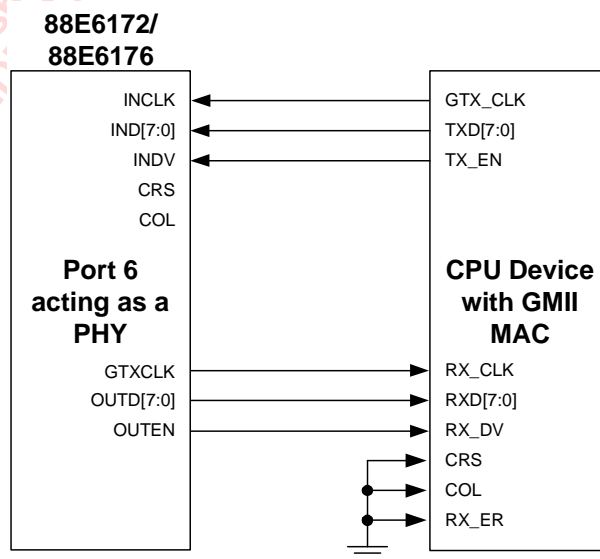 88E6172/
88E6176
INCLK
IND[7:0]
INDV
CRS
COL
Port 6
acting as a
PHY
GTXCLK
OUTD[7:0]
OUTEN
GTX_CLK
TXD[7:0]
TX_EN
CPU Device
with GMII
MAC
RX_CLK
RXD[7:0]
RX_DV
CRS
COL
RX_ER